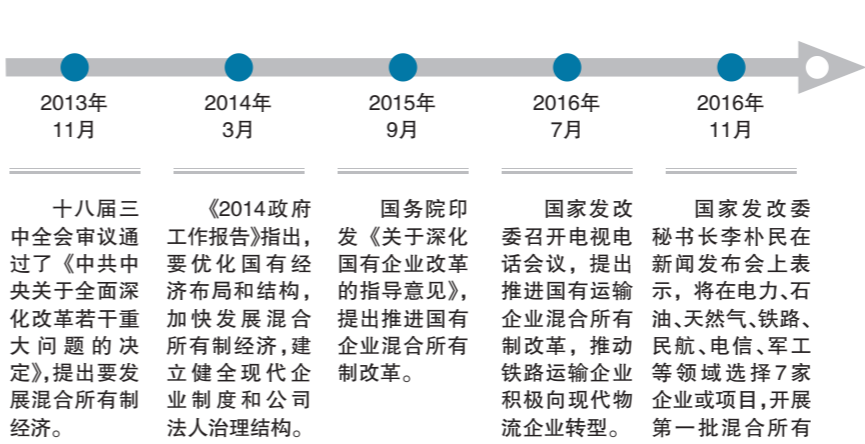 2013年
11月
2014年
3月
2015年
9月
2016年
7月
2016年
11月
十八届三
中全会审议通
过了《中共中
央关于全面深
化改革若干重
大问题的决
定》,提出要发
展混合所有制
经济。
《2014政府
工作报告》指出,
要优化国有经
济布局和结构,
加快发展混合
所有制经济,建
立健全现代企
业制度和公司
法人治理结构。
国务院印
发《关于深化
国有企业改革
的指导意见》,
提出推进国有
企业混合所有
制改革。
国家发改
委召开电视电
话会议，提出
推进国有运输
企业混合所有
制改革，推动
铁路运输企业
积极向现代物
流企业转型。
国家发改委
秘书长李朴民在
新闻发布会上表
示，将在电力、石
油、天然气、铁路、
民航、电信、军工
等领域选择7家
企业或项目,开展
第一批混合所有